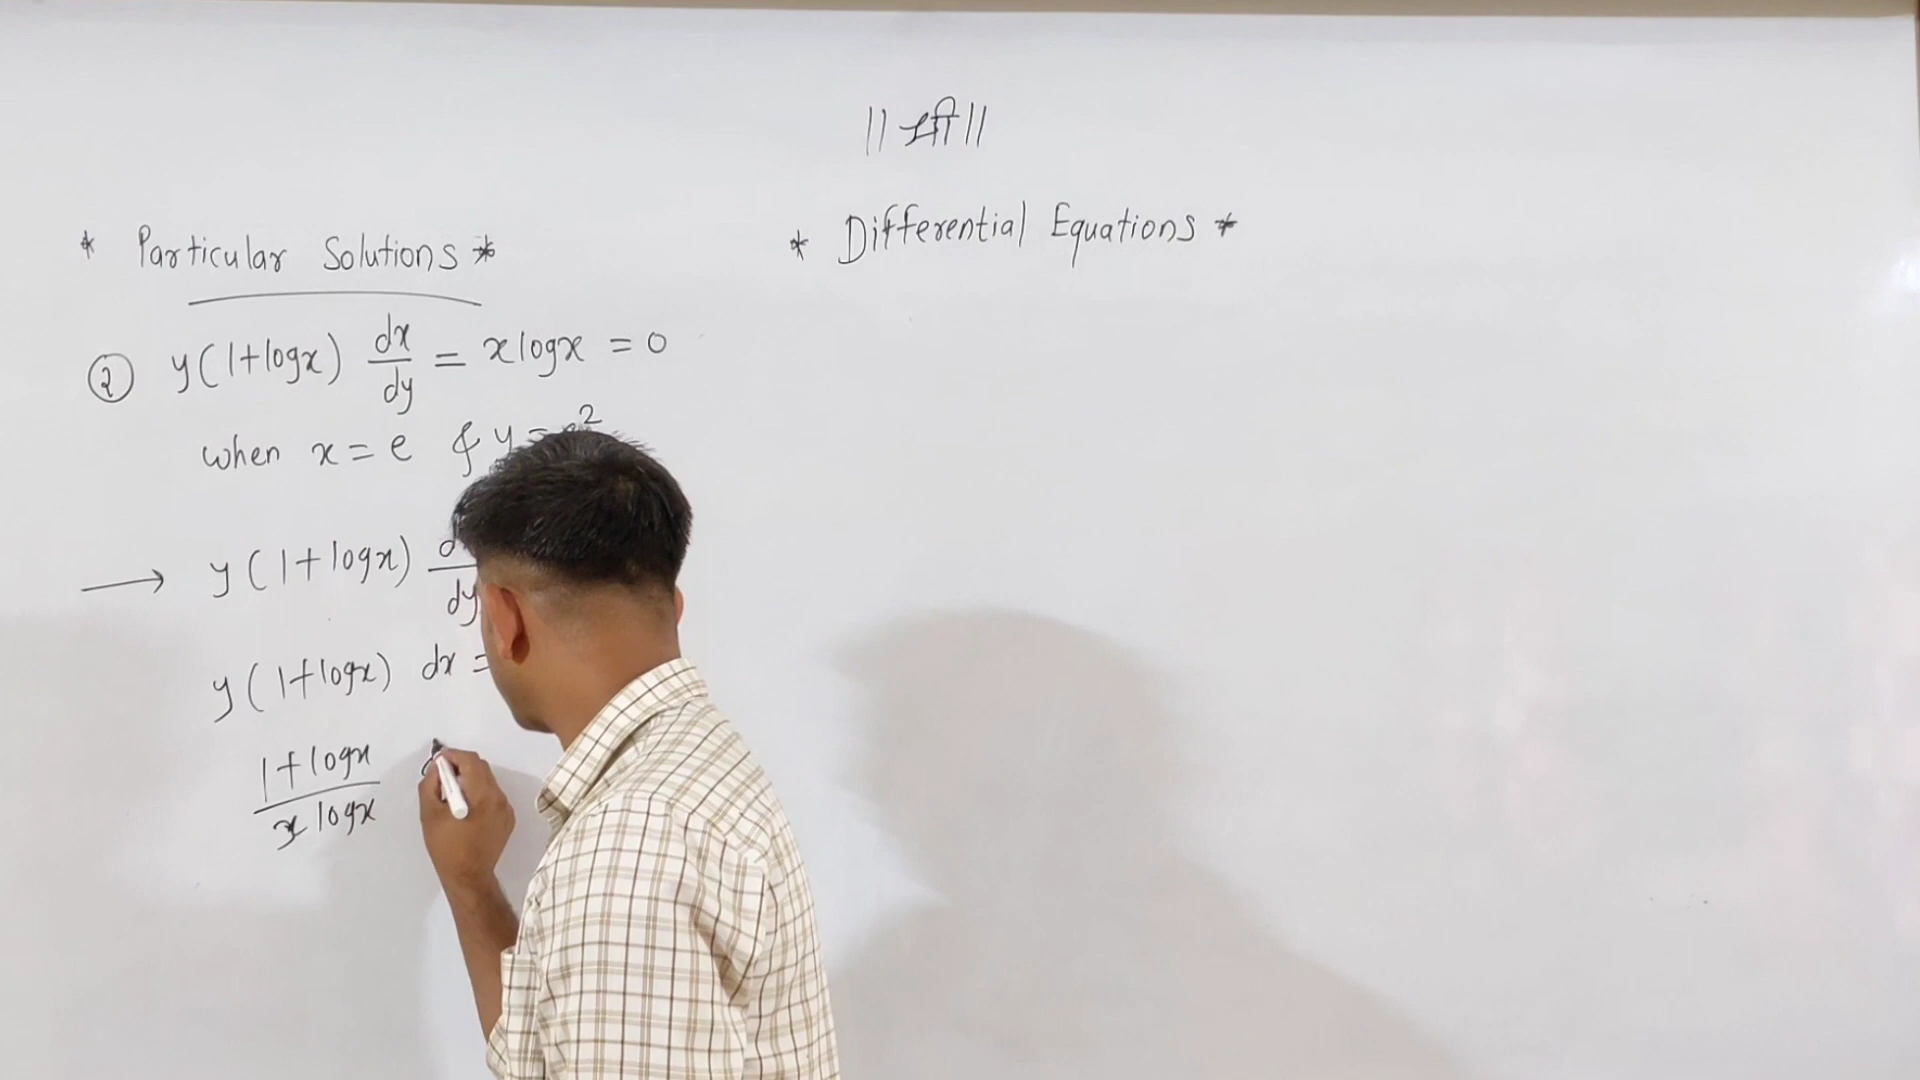 || श्री ||
* Differential Equations *
* Particular Solutions *
② y(1+logx) dx/dy = x logx = 0
when x = e & y = e²
→ y(1+logx) d /dy
y(1+logx) dx =
1+logx / x logx